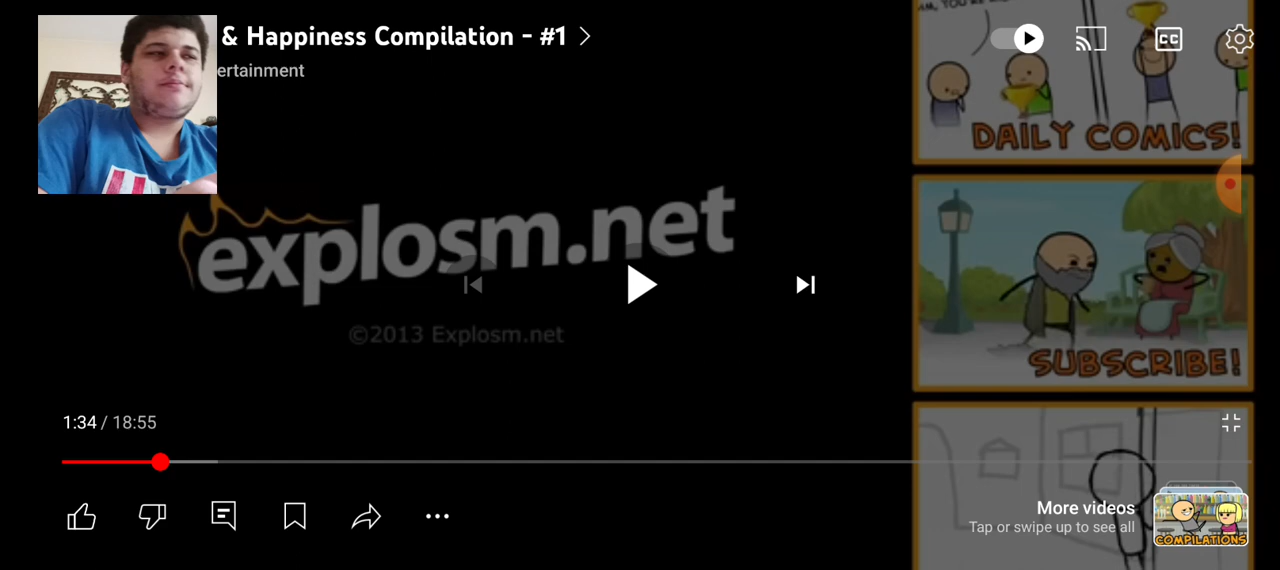 & Happiness Compilation - #1
ertainment
CC
DAILY COMICS!
explosm.net
©2013 Explosm.net
SUBSCRIBE!
1:34 / 18:55
More videos
Tap or swipe up to see all
COMPILATIONS